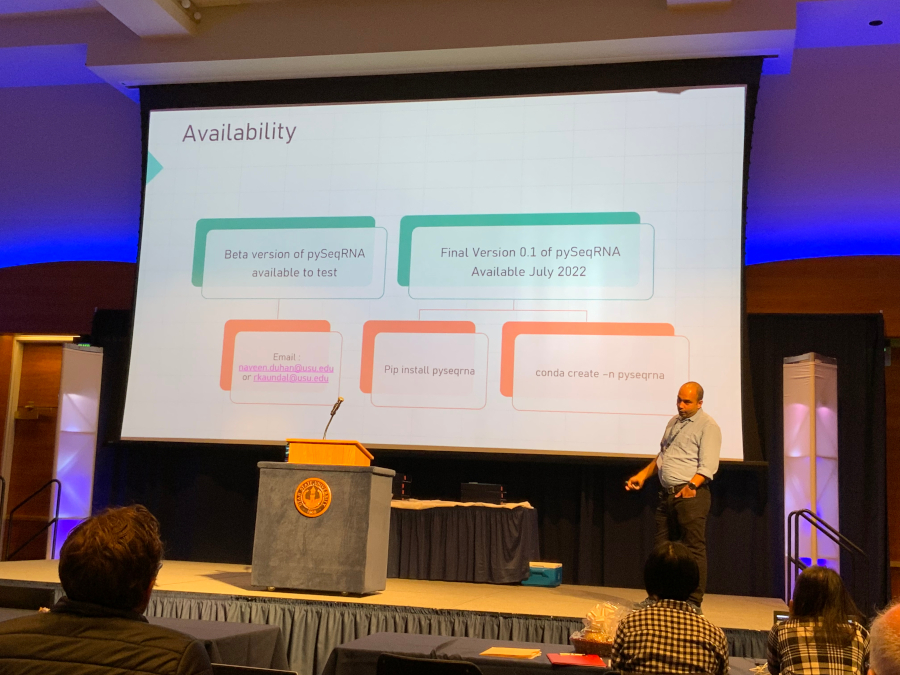 Availability
Beta version of pySeqRNA
available to test
Final Version 0.1 of pySeqRNA
Available July 2022
Email :
naveen.duhan@usu.edu
or rkaundal@usu.edu
Pip install pyseqrna
conda create -n pyseqrna